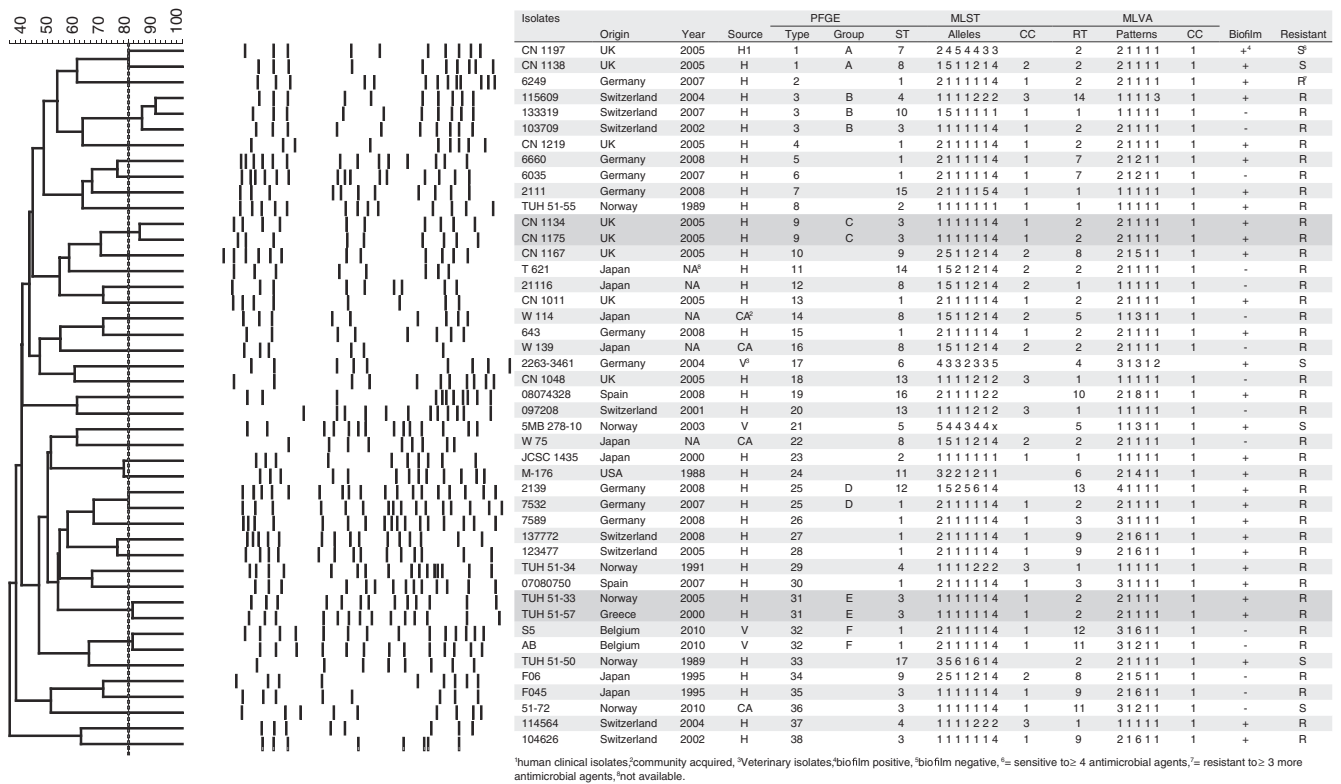 40 50 60 70 80 90 100
Isolates PFGE MLST MLVA
Origin Year Source Type Group ST Alleles CC RT Patterns CC Biofilm Resistant
CN 1197 UK 2005 H1 1 A 7 2 4 5 4 4 3 3 2 2 1 1 1 1 1 +4 S6
CN 1138 UK 2005 H 1 A 8 1 5 1 1 2 1 4 2 2 2 1 1 1 1 1 + S
6249 Germany 2007 H 2 1 2 1 1 1 1 1 4 1 2 2 1 1 1 1 1 + R7
115609 Switzerland 2004 H 3 B 4 1 1 1 1 2 2 2 3 14 1 1 1 1 3 1 + R
133319 Switzerland 2007 H 3 B 10 1 5 1 1 1 1 1 1 1 1 1 1 1 1 1 - R
103709 Switzerland 2002 H 3 B 3 1 1 1 1 1 1 4 1 2 2 1 1 1 1 1 - R
CN 1219 UK 2005 H 4 1 2 1 1 1 1 1 4 1 2 2 1 1 1 1 1 + R
6660 Germany 2008 H 5 1 2 1 1 1 1 1 4 1 7 2 1 2 1 1 1 + R
6035 Germany 2007 H 6 1 2 1 1 1 1 1 4 1 7 2 1 2 1 1 1 - R
2111 Germany 2008 H 7 15 2 1 1 1 1 5 4 1 1 1 1 1 1 1 + R
TUH 51-55 Norway 1989 H 8 2 1 1 1 1 1 1 1 1 1 1 1 1 1 1 1 + R
CN 1134 UK 2005 H 9 C 3 1 1 1 1 1 1 4 1 2 2 1 1 1 1 1 + R
CN 1175 UK 2005 H 9 C 3 1 1 1 1 1 1 4 1 2 2 1 1 1 1 1 + R
CN 1167 UK 2005 H 10 9 2 5 1 1 2 1 4 2 8 2 1 5 1 1 1 + R
T 621 Japan NA8 H 11 14 1 5 2 1 2 1 4 2 2 2 1 1 1 1 1 - R
21116 Japan NA H 12 8 1 5 1 1 2 1 4 2 1 1 1 1 1 1 1 - R
CN 1011 UK 2005 H 13 1 2 1 1 1 1 1 4 1 2 2 1 1 1 1 1 + R
W 114 Japan NA CA2 14 8 1 5 1 1 2 1 4 2 5 1 1 3 1 1 1 - R
643 Germany 2008 H 15 1 2 1 1 1 1 1 4 1 2 2 1 1 1 1 1 + R
W 139 Japan NA CA 16 8 1 5 1 1 2 1 4 2 2 2 1 1 1 1 1 - R
2263-3461 Germany 2004 V3 17 6 4 3 3 2 3 3 5 4 3 1 3 1 2 + S
CN 1048 UK 2005 H 18 13 1 1 1 1 2 1 2 3 1 1 1 1 1 1 1 - R
08074328 Spain 2008 H 19 16 2 1 1 1 1 2 2 10 2 1 8 1 1 1 + R
097208 Switzerland 2001 H 20 13 1 1 1 1 2 1 2 3 1 1 1 1 1 1 1 - R
5MB 278-10 Norway 2003 V 21 5 5 4 4 3 4 4 x 5 1 1 3 1 1 1 + S
W 75 Japan NA CA 22 8 1 5 1 1 2 1 4 2 2 2 1 1 1 1 1 - R
JCSC 1435 Japan 2000 H 23 2 1 1 1 1 1 1 1 1 1 1 1 1 1 1 1 + R
M-176 USA 1988 H 24 11 3 2 2 1 2 1 1 6 2 1 4 1 1 1 + R
2139 Germany 2008 H 25 D 12 1 5 2 5 6 1 4 13 4 1 1 1 1 1 + R
7532 Germany 2007 H 25 D 1 2 1 1 1 1 1 4 1 2 2 1 1 1 1 1 + R
7589 Germany 2008 H 26 1 2 1 1 1 1 1 4 1 3 3 1 1 1 1 1 + R
137772 Switzerland 2008 H 27 1 2 1 1 1 1 1 4 1 9 2 1 6 1 1 1 + R
123477 Switzerland 2005 H 28 1 2 1 1 1 1 1 4 1 9 2 1 6 1 1 1 + R
TUH 51-34 Norway 1991 H 29 4 1 1 1 1 2 2 2 3 1 1 1 1 1 1 1 + R
07080750 Spain 2007 H 30 1 2 1 1 1 1 1 4 1 3 3 1 1 1 1 1 + R
TUH 51-33 Norway 2005 H 31 E 3 1 1 1 1 1 1 4 1 2 2 1 1 1 1 1 + R
TUH 51-57 Greece 2000 H 31 E 3 1 1 1 1 1 1 4 1 2 2 1 1 1 1 1 + R
S5 Belgium 2010 V 32 F 1 2 1 1 1 1 1 4 1 12 3 1 6 1 1 1 - R
AB Belgium 2010 V 32 F 1 2 1 1 1 1 1 4 1 11 3 1 2 1 1 1 - R
TUH 51-50 Norway 1989 H 33 17 3 5 6 1 6 1 4 2 2 1 1 1 1 1 + S
F06 Japan 1995 H 34 9 2 5 1 1 2 1 4 2 8 2 1 5 1 1 1 - R
F045 Japan 1995 H 35 3 1 1 1 1 1 1 4 1 9 2 1 6 1 1 1 - R
51-72 Norway 2010 CA 36 3 1 1 1 1 1 1 4 1 11 3 1 2 1 1 1 - S
114564 Switzerland 2004 H 37 4 1 1 1 1 2 2 2 3 1 1 1 1 1 1 1 + R
104626 Switzerland 2002 H 38 3 1 1 1 1 1 1 4 1 9 2 1 6 1 1 1 - R
1human clinical isolates,2community acquired, 3Veterinary isolates,4biofilm positive, 5biofilm negative, 6= sensitive to≥ 4 antimicrobial agents,7= resistant to≥ 3 more
antimicrobial agents,8not available.